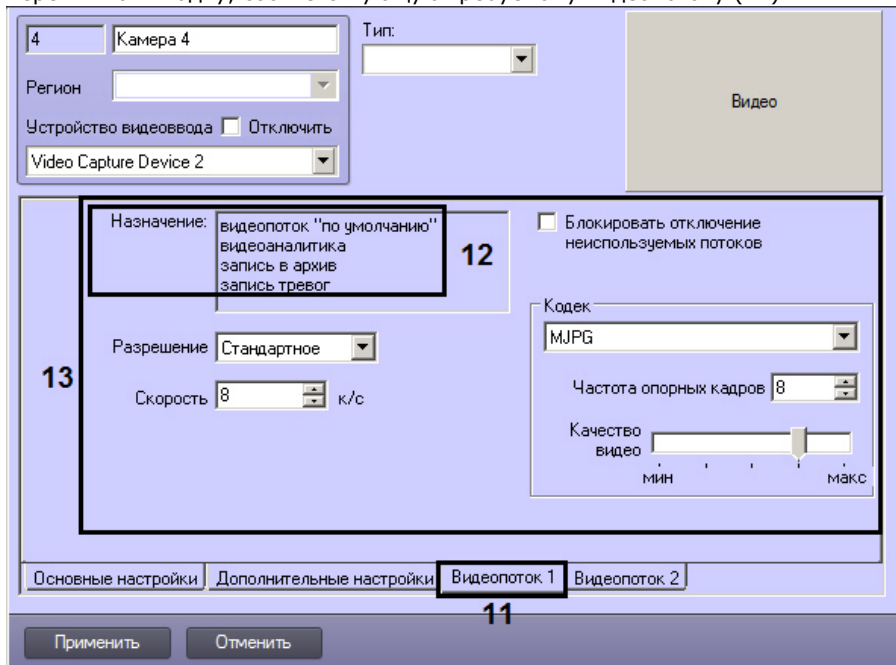 4 Камера 4
Тип:
Регион
Устройство видеоввода Отключить
Video Capture Device 2
Видео
Назначение:
видеопоток "по умолчанию"
видеоаналитика
запись в архив
запись тревог
12
Блокировать отключение
неиспользуемых потоков
Кодек
MJPG
Разрешение Стандартное
13
Скорость 8 к/с
Частота опорных кадров 8
Качество
видео
мин макс
Основные настройки Дополнительные настройки Видеопоток 1 Видеопоток 2
11
Применить Отменить